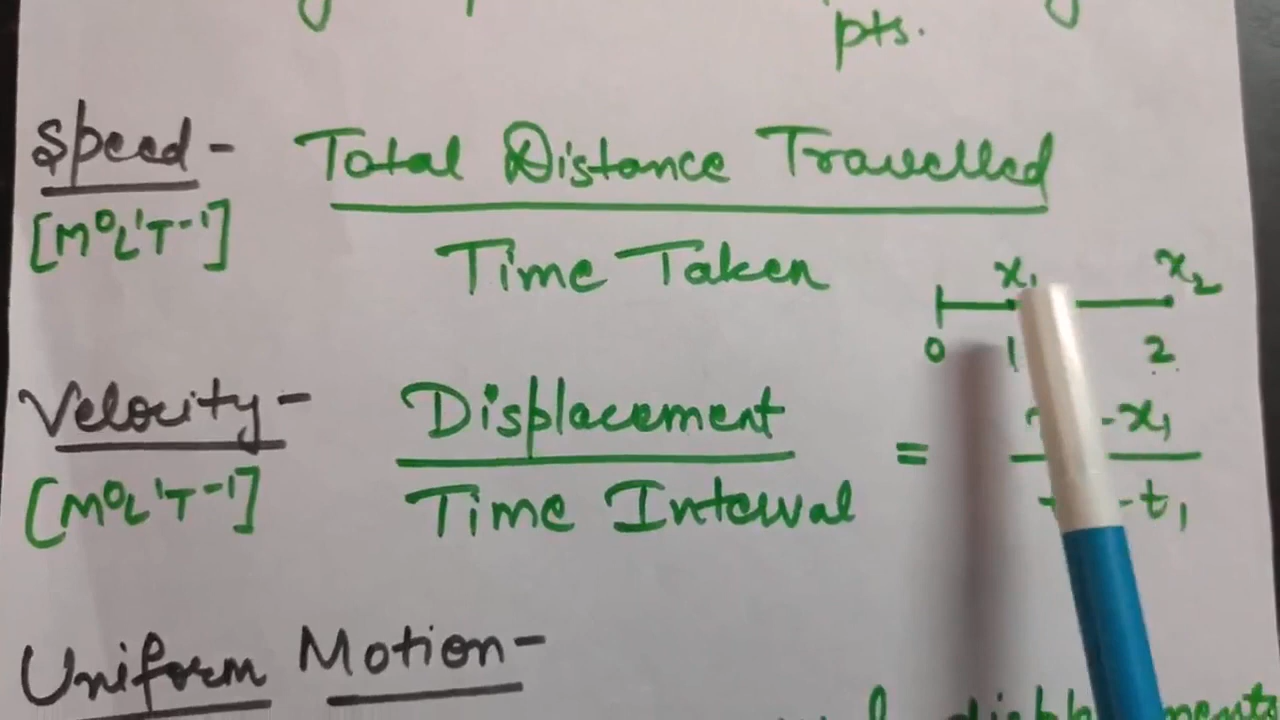 pts.
Speed- Total Distance Travelled
[M⁰L¹T⁻¹] Time Taken
x₁ x₂
0 1 2
Velocity- Displacement = -x₁
[M⁰L¹T⁻¹] Time Interval -t₁
Uniform Motion-